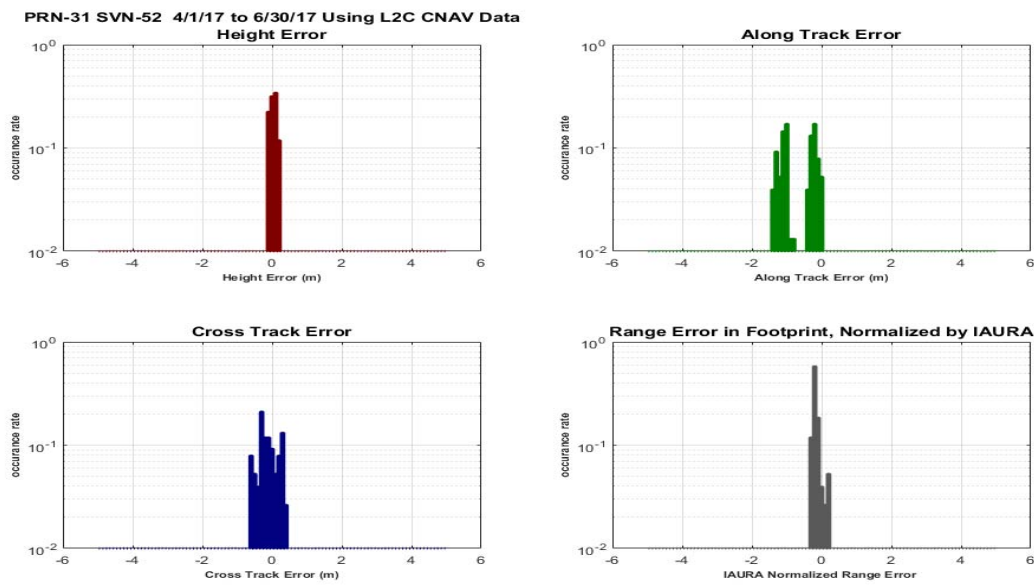 PRN-31 SVN-52 4/1/17 to 6/30/17 Using L2C CNAV Data
Height Error
10^0
10^-1
10^-2
occurance rate
-6 -4 -2 0 2 4 6
Height Error (m)
Along Track Error
10^0
10^-1
10^-2
occurance rate
-6 -4 -2 0 2 4 6
Along Track Error (m)
Cross Track Error
10^0
10^-1
10^-2
occurance rate
-6 -4 -2 0 2 4 6
Cross Track Error (m)
Range Error in Footprint, Normalized by IAURA
10^0
10^-1
10^-2
occurance rate
-6 -4 -2 0 2 4 6
IAURA Normalized Range Error